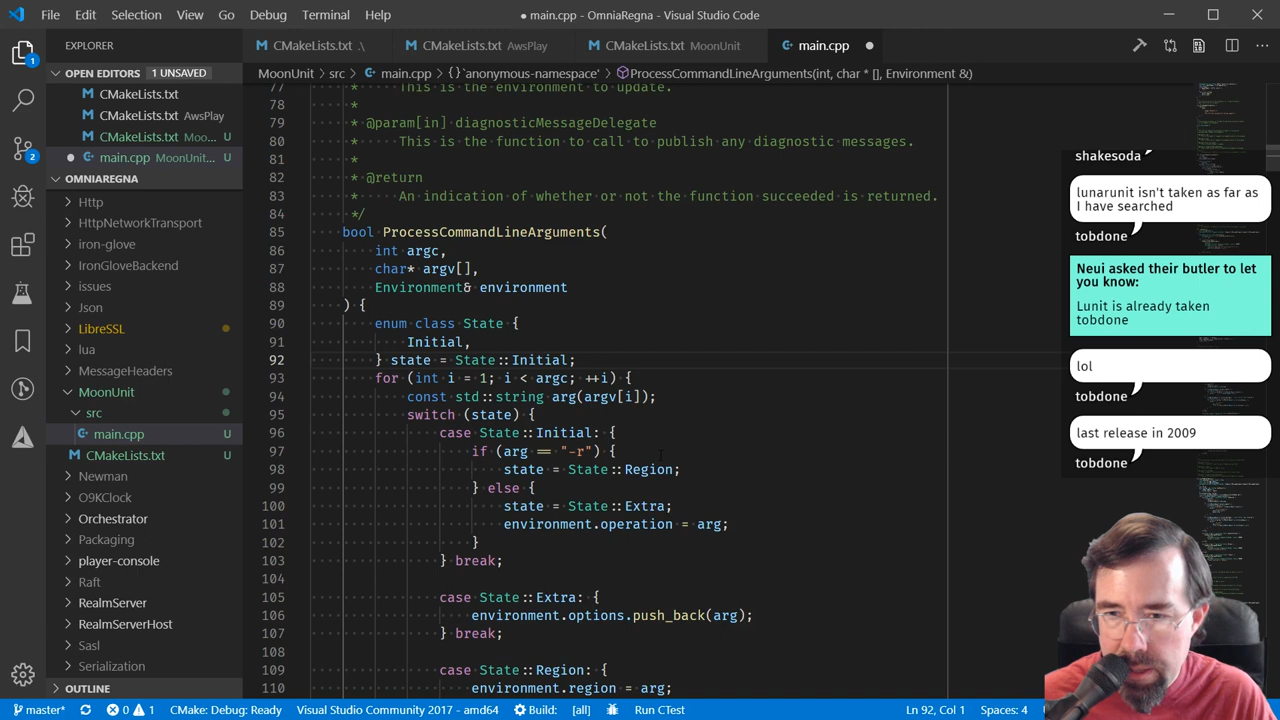 File Edit Selection View Go Debug Terminal Help
● main.cpp - OmniaRegna - Visual Studio Code
EXPLORER
CMakeLists.txt .\
CMakeLists.txt AwsPlay
CMakeLists.txt MoonUnit
main.cpp
OPEN EDITORS 1 UNSAVED
CMakeLists.txt
CMakeLists.txt AwsPlay
CMakeLists.txt Moo... U
main.cpp MoonUnit... U
OMNIAREGNA
Http
HttpNetworkTransport
iron-glove
IronGloveBackend
issues
Json
LibreSSL
lua
MessageHeaders
MoonUnit
src
main.cpp U
CMakeLists.txt U
Newman
O9KClock
Orchestrator
Packaging
player-console
Raft
RealmServer
RealmServerHost
Sasl
Serialization
OUTLINE
1
2
MoonUnit > src > main.cpp > {} `anonymous-namespace' > ProcessCommandLineArguments(int, char * [], Environment &)
77 * This is the environment to update.
78 *
79 * @param[in] diagnosticMessageDelegate
80 * This is the function to call to publish any diagnostic messages.
81 *
82 * @return
83 * An indication of whether or not the function succeeded is returned.
84 */
85 bool ProcessCommandLineArguments(
86 int argc,
87 char* argv[],
88 Environment& environment
89 ) {
90 enum class State {
91 Initial,
92 } state = State::Initial;
93 for (int i = 1; i < argc; ++i) {
94 const std::string arg(argv[i]);
95 switch (state) {
96 case State::Initial: {
97 if (arg == "-r") {
98 state = State::Region;
99 } else {
100 state = State::Extra;
101 environment.operation = arg;
102 }
103 } break;
104
105 case State::Extra: {
106 environment.options.push_back(arg);
107 } break;
108
109 case State::Region: {
110 environment.region = arg;
shakesoda
lunarunit isn't taken as far as
I have searched
tobdone
Neui asked their butler to let
you know:
Lunit is already taken
tobdone
lol
tobdone
last release in 2009
tobdone
master* 0 1 CMake: Debug: Ready Visual Studio Community 2017 - amd64 Build: [all] Run CTest Ln 92, Col 1 Spaces: 4